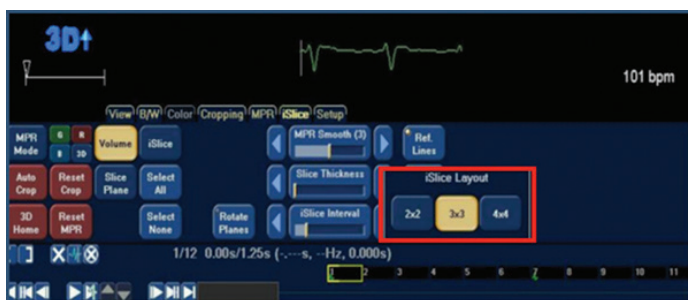 3D
101 bpm
View B/W Color Cropping MPR iSlice Setup
MPR Mode G R B 3D Volume iSlice MPR Smooth (3) Ref. Lines
Auto Crop Reset Crop Slice Plane Select All Slice Thickness iSlice Layout
3D Home Reset MPR Select None Rotate Planes iSlice Interval 2x2 3x3 4x4
1/12 0.00s/1.25s (-.---s, --Hz, 0.000s)
2 3 4 5 6 7 8 9 10 11